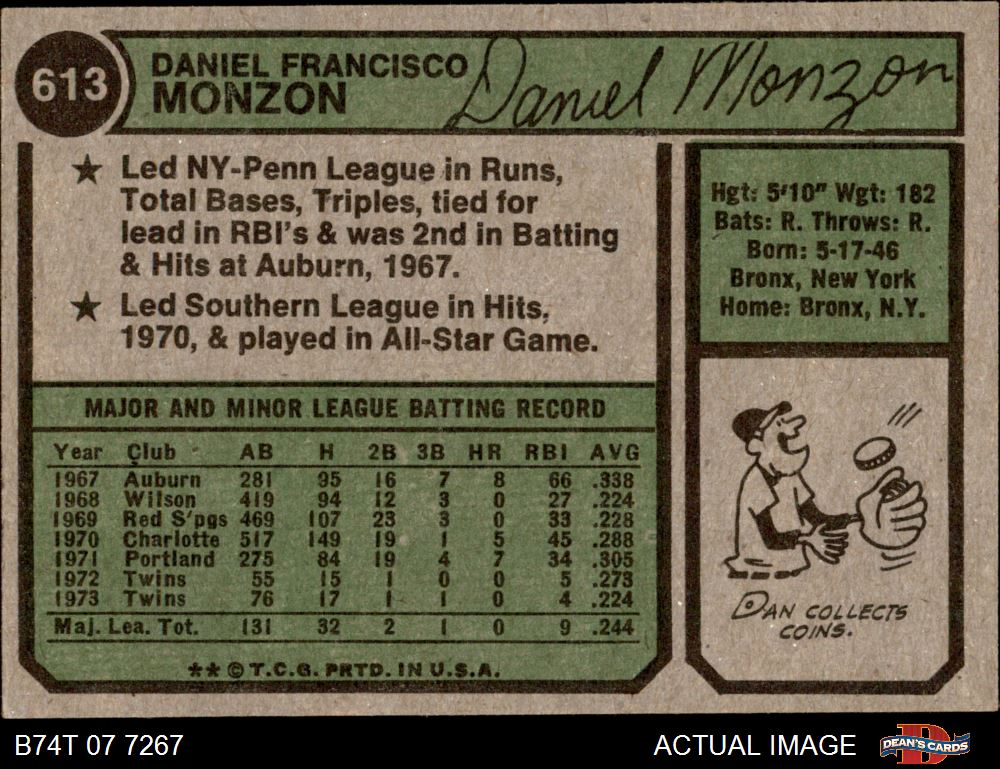 613
DANIEL FRANCISCO
MONZON
Daniel Monzon
★ Led NY-Penn League in Runs,
Total Bases, Triples, tied for
lead in RBI's & was 2nd in Batting
& Hits at Auburn, 1967.
★ Led Southern League in Hits,
1970, & played in All-Star Game.
Hgt: 5'10" Wgt: 182
Bats: R. Throws: R.
Born: 5-17-46
Bronx, New York
Home: Bronx, N.Y.
MAJOR AND MINOR LEAGUE BATTING RECORD
Year Club AB H 2B 3B HR RBI AVG
1967 Auburn 281 95 16 7 8 66 .338
1968 Wilson 419 94 12 3 0 27 .224
1969 Red S'pgs 469 107 23 3 0 33 .228
1970 Charlotte 517 149 19 1 5 45 .288
1971 Portland 275 84 19 4 7 34 .305
1972 Twins 55 15 1 0 0 5 .273
1973 Twins 76 17 1 1 0 4 .224
Maj. Lea. Tot. 131 32 2 1 0 9 .244
** © T.C.G. PRTD. IN U.S.A.
DAN COLLECTS
COINS.
B74T 07 7267
ACTUAL IMAGE
DEAN'S CARDS